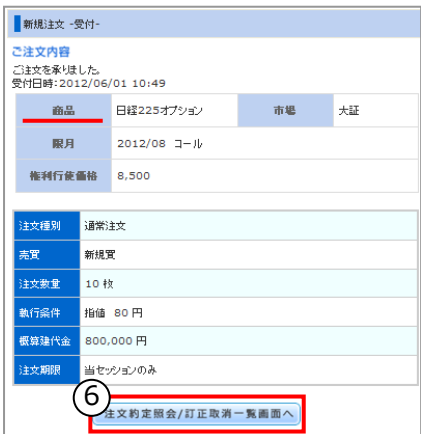 新規注文 -受付-
ご注文内容
ご注文を承りました。
受付日時：2012/06/01 10:49
商品 日経225オプション 市場 大証
限月 2012/08 コール
権利行使価格 8,500
注文種別 通常注文
売買 新規買
注文数量 10 枚
執行条件 指値 80 円
概算建代金 800,000 円
注文期限 当セッションのみ
⑥
注文約定照会/訂正取消一覧画面へ